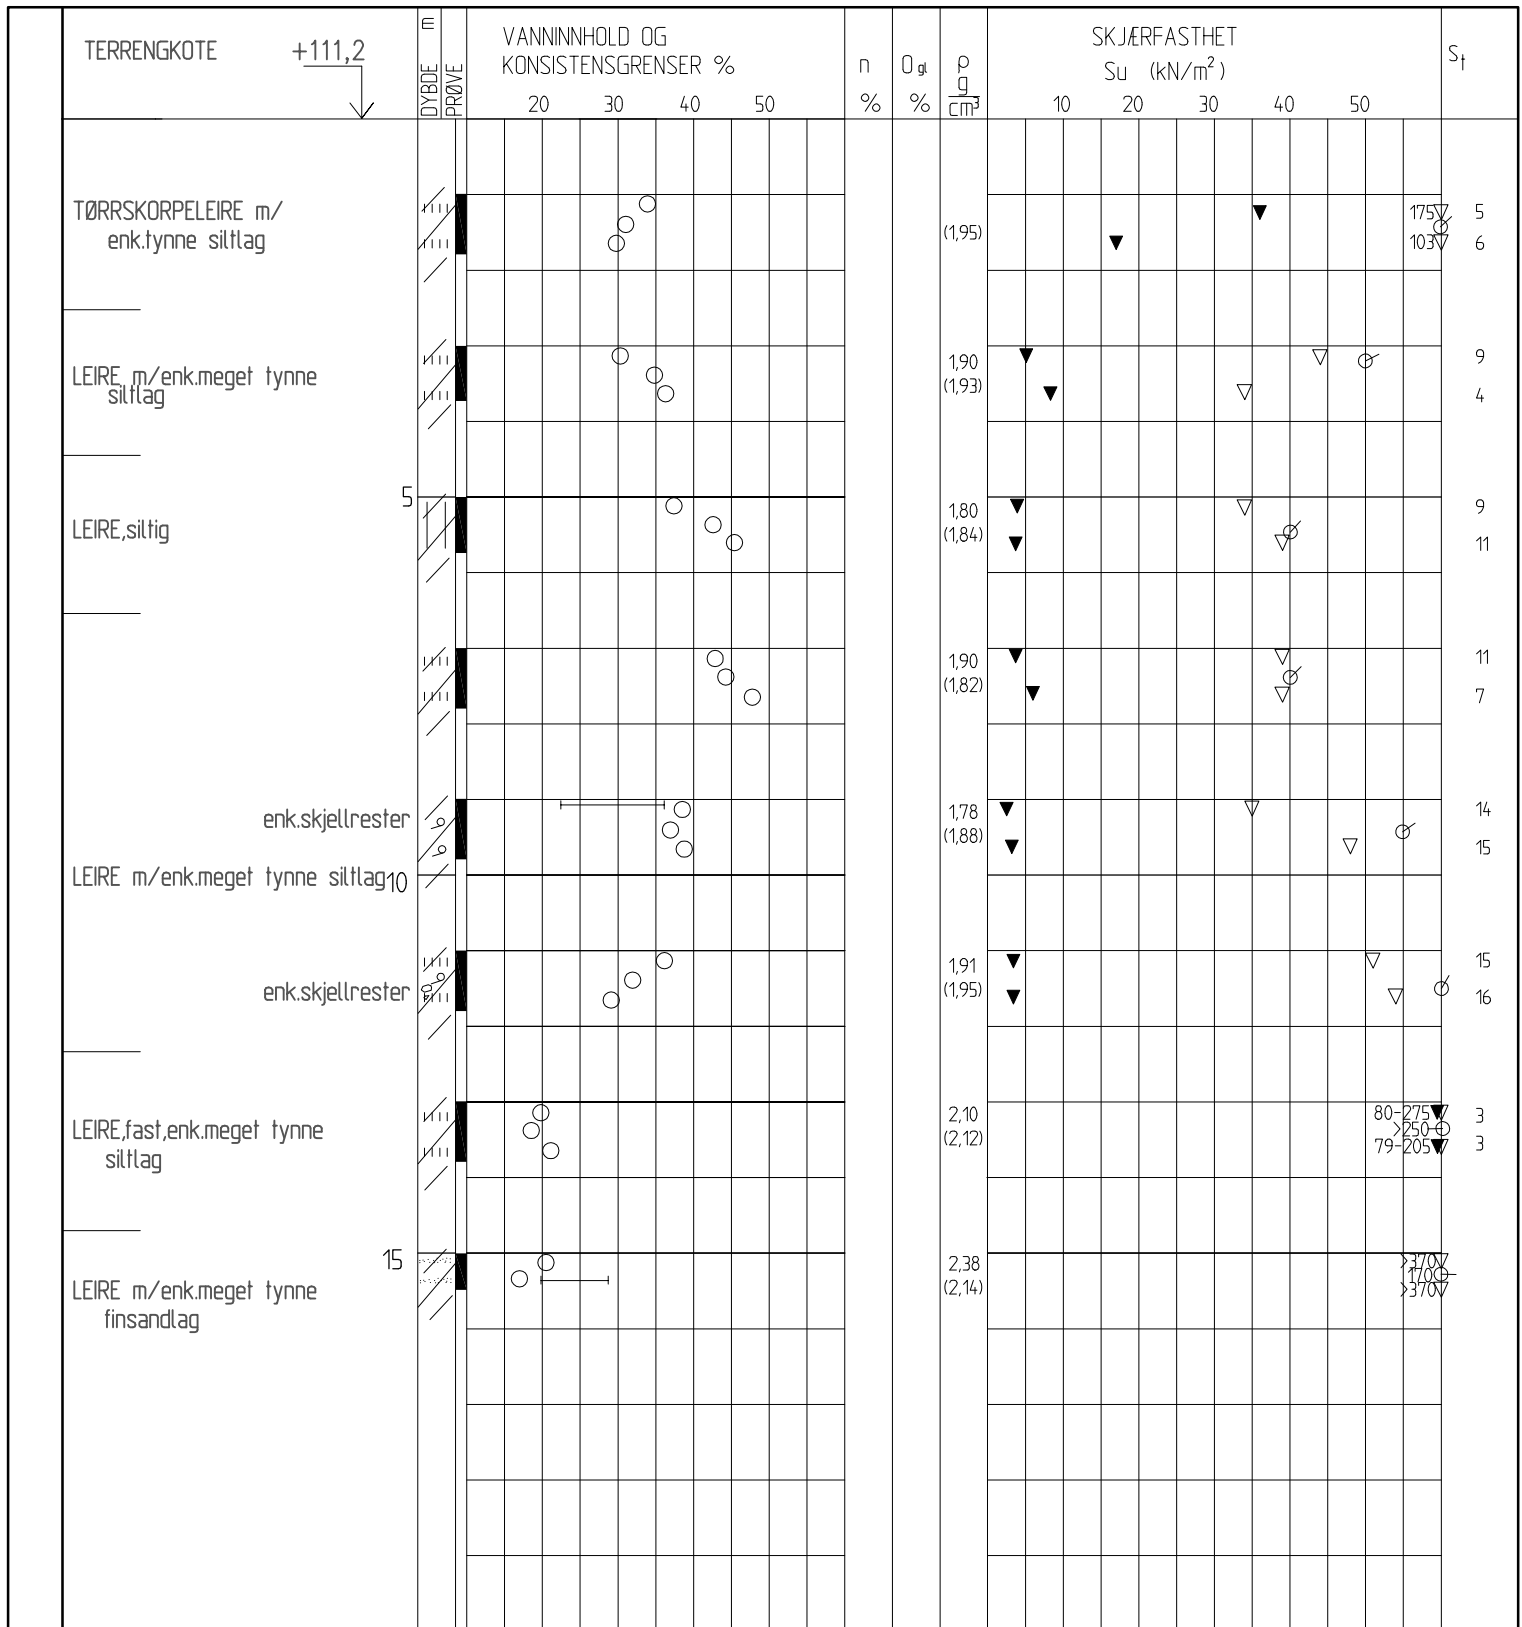 TERRENGKOTE +111,2
m
DYBDE
PRØVE
VANNINNHOLD OG
KONSISTENSGRENSER %
20 30 40 50
n
%
O gl
%
ρ
g
cm³
SKJÆRFASTHET
Su (kN/m²)
10 20 30 40 50
St
TØRRSKORPELEIRE m/
enk.tynne siltlag
(1,95)
175 5
103 6
LEIRE m/enk.meget tynne
siltlag
1,90
(1,93)
9
4
5
LEIRE,siltig
1,80
(1,84)
9
11
1,90
(1,82)
11
7
enk.skjellrester
1,78
(1,88)
14
15
LEIRE m/enk.meget tynne siltlag
10
enk.skjellrester
1,91
(1,95)
15
16
LEIRE,fast,enk.meget tynne
siltlag
2,10
(2,12)
80-275 3
>250
79-205 3
15
LEIRE m/enk.meget tynne
finsandlag
2,38
(2,14)
>370
170
>370